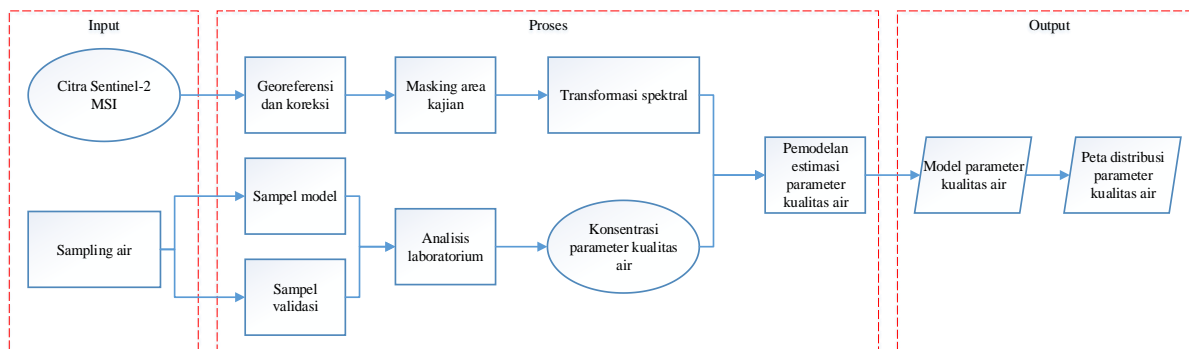 Input
Proses
Output
Citra Sentinel-2
MSI
Georeferensi
dan koreksi
Masking area
kajian
Transformasi spektral
Sampling air
Sampel model
Sampel
validasi
Analisis
laboratorium
Konsentrasi
parameter kualitas
air
Pemodelan
estimasi
parameter
kualitas air
Model parameter
kualitas air
Peta distribusi
parameter
kualitas air